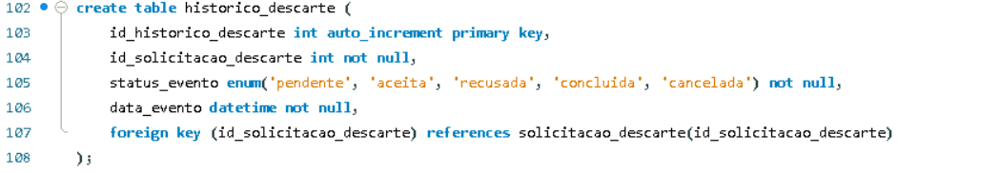 102 create table historico_descarte (
103 id_historico_descarte int auto_increment primary key,
104 id_solicitacao_descarte int not null,
105 status_evento enum('pendente', 'aceita', 'recusada', 'concluida', 'cancelada') not null,
106 data_evento datetime not null,
107 foreign key (id_solicitacao_descarte) references solicitacao_descarte(id_solicitacao_descarte)
108 );